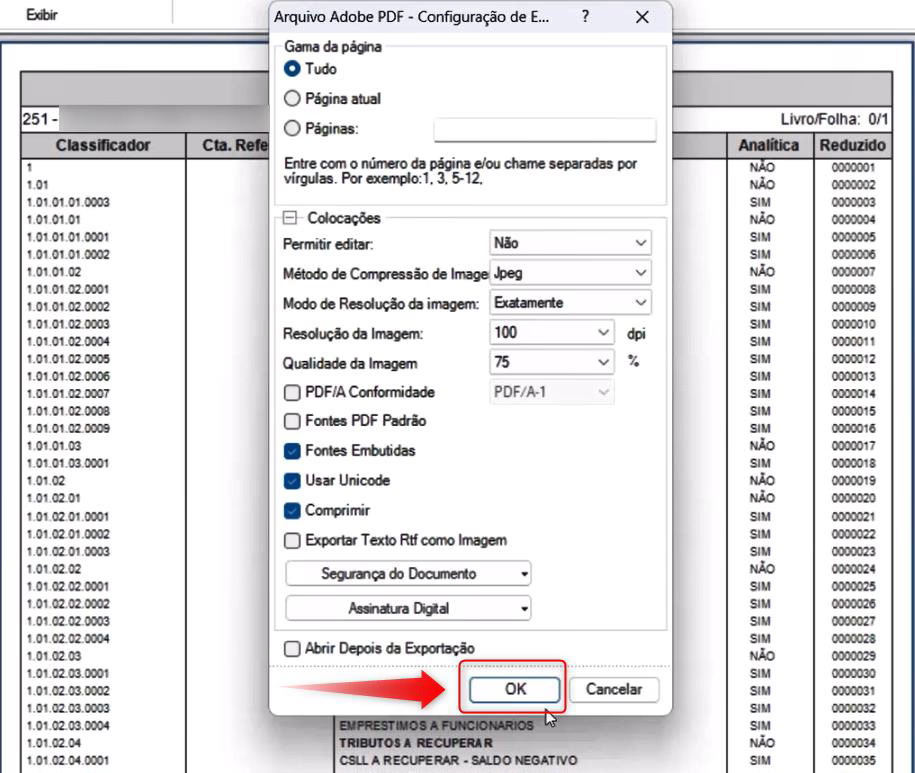 Exibir
Arquivo Adobe PDF - Configuração de E... ?
Gama da página
Tudo
Página atual
Páginas:
Entre com o número da página e/ou chame separadas por
vírgulas. Por exemplo:1, 3, 5-12,
Colocações
Permitir editar: Não
Método de Compressão de Image Jpeg
Modo de Resolução da imagem: Exatamente
Resolução da Imagem: 100 dpi
Qualidade da Imagem 75 %
PDF/A Conformidade PDF/A-1
Fontes PDF Padrão
Fontes Embutidas
Usar Unicode
Comprimir
Exportar Texto Rtf como Imagem
Segurança do Documento
Assinatura Digital
Abrir Depois da Exportação
OK Cancelar
251 - Livro/Folha: 0/1
Classificador Cta. Refe Analítica Reduzido
1 NÃO 0000001
1.01 NÃO 0000002
1.01.01.01.0003 SIM 0000003
1.01.01.01 NÃO 0000004
1.01.01.01.0001 SIM 0000005
1.01.01.01.0002 SIM 0000006
1.01.01.02 NÃO 0000007
1.01.01.02.0001 SIM 0000008
1.01.01.02.0002 SIM 0000009
1.01.01.02.0003 SIM 0000010
1.01.01.02.0004 SIM 0000011
1.01.01.02.0005 SIM 0000012
1.01.01.02.0006 SIM 0000013
1.01.01.02.0007 SIM 0000014
1.01.01.02.0008 SIM 0000015
1.01.01.02.0009 SIM 0000016
1.01.01.03 NÃO 0000017
1.01.01.03.0001 SIM 0000018
1.01.02 NÃO 0000019
1.01.02.01 NÃO 0000020
1.01.02.01.0001 SIM 0000021
1.01.02.01.0002 SIM 0000022
1.01.02.01.0003 SIM 0000023
1.01.02.02 NÃO 0000024
1.01.02.02.0001 SIM 0000025
1.01.02.02.0002 SIM 0000026
1.01.02.02.0003 SIM 0000027
1.01.02.02.0004 SIM 0000028
1.01.02.03 NÃO 0000029
1.01.02.03.0001 SIM 0000030
1.01.02.03.0002 SIM 0000031
1.01.02.03.0003 SIM 0000032
1.01.02.03.0004 EMPRESTIMOS A FUNCIONARIOS SIM 0000033
1.01.02.04 TRIBUTOS A RECUPERAR NÃO 0000034
1.01.02.04.0001 CSLL A RECUPERAR - SALDO NEGATIVO SIM 0000035